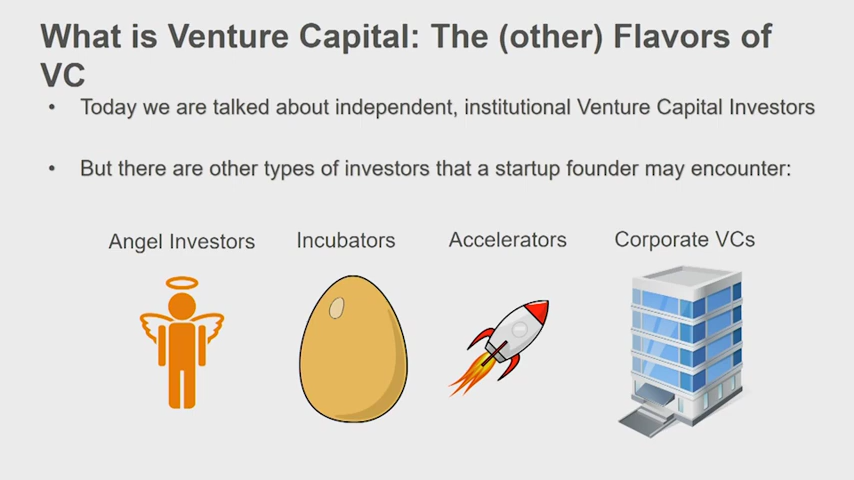 What is Venture Capital: The (other) Flavors of
VC
• Today we are talked about independent, institutional Venture Capital Investors
• But there are other types of investors that a startup founder may encounter:
Angel Investors
Incubators
Accelerators
Corporate VCs